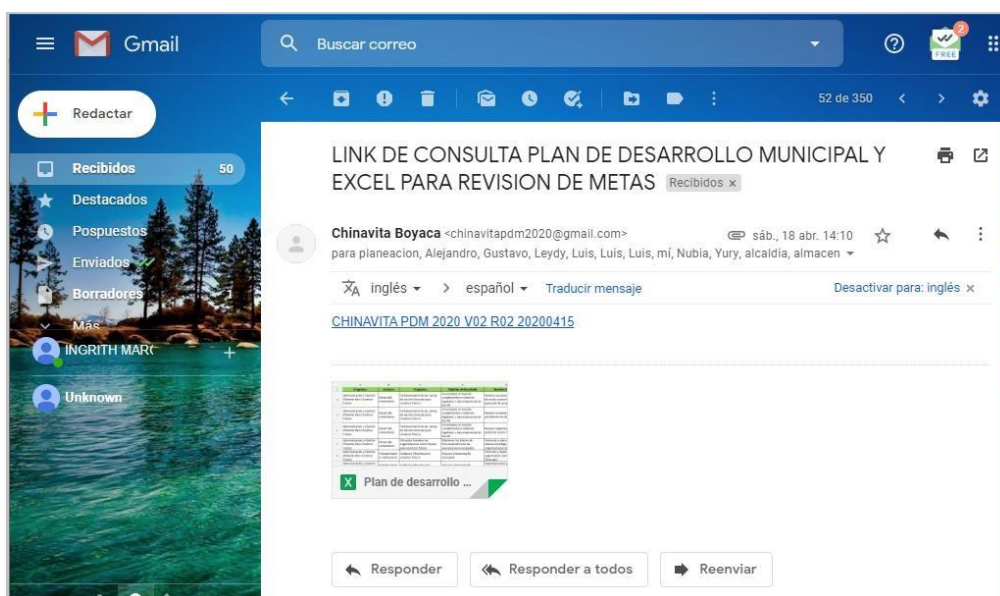 Gmail
Buscar correo
2
FREE
Redactar
52 de 350
Recibidos 50
Destacados
Pospuestos
Enviados
Borradores 1
Más
INGRITH MAR
Unknown
LINK DE CONSULTA PLAN DE DESARROLLO MUNICIPAL Y
EXCEL PARA REVISION DE METAS Recibidos x
Chinavita Boyaca <chinavitapdm2020@gmail.com> sáb., 18 abr. 14:10
para planeacion, Alejandro, Gustavo, Leydy, Luis, Luis, Luis, mí, Nubia, Yury, alcaldia, almacen
inglés > español Traducir mensaje Desactivar para: inglés x
CHINAVITA PDM 2020 V02 R02 20200415
X Plan de desarrollo ...
Responder Responder a todos Reenviar